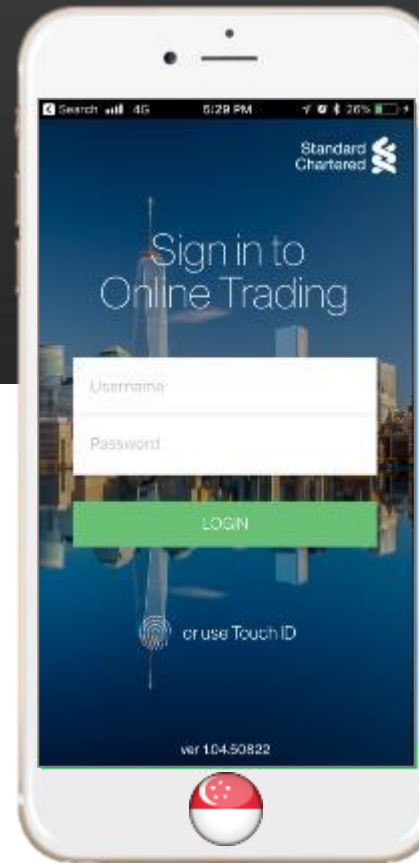 Search 4G 5:29 PM 26%
Standard
Chartered
Sign in to
Online Trading
Username
Password
LOGIN
or use Touch ID
ver 1.04.50822